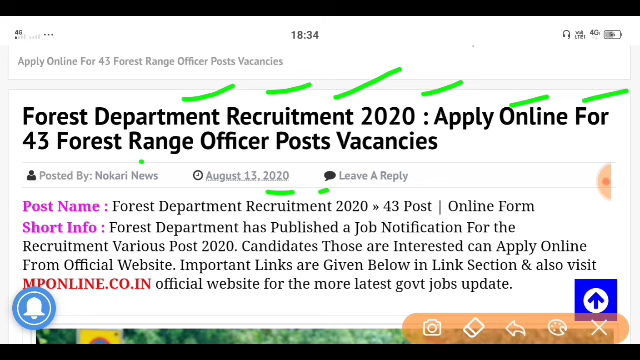 4G 18:34 4G
Apply Online For 43 Forest Range Officer Posts Vacancies
Forest Department Recruitment 2020 : Apply Online For
43 Forest Range Officer Posts Vacancies
Posted By: Nokari News August 13, 2020 Leave A Reply
Post Name : Forest Department Recruitment 2020 » 43 Post | Online Form
Short Info : Forest Department has Published a Job Notification For the
Recruitment Various Post 2020. Candidates Those are Interested can Apply Online
From Official Website. Important Links are Given Below in Link Section & also visit
MPONLINE.CO.IN official website for the more latest govt jobs update.